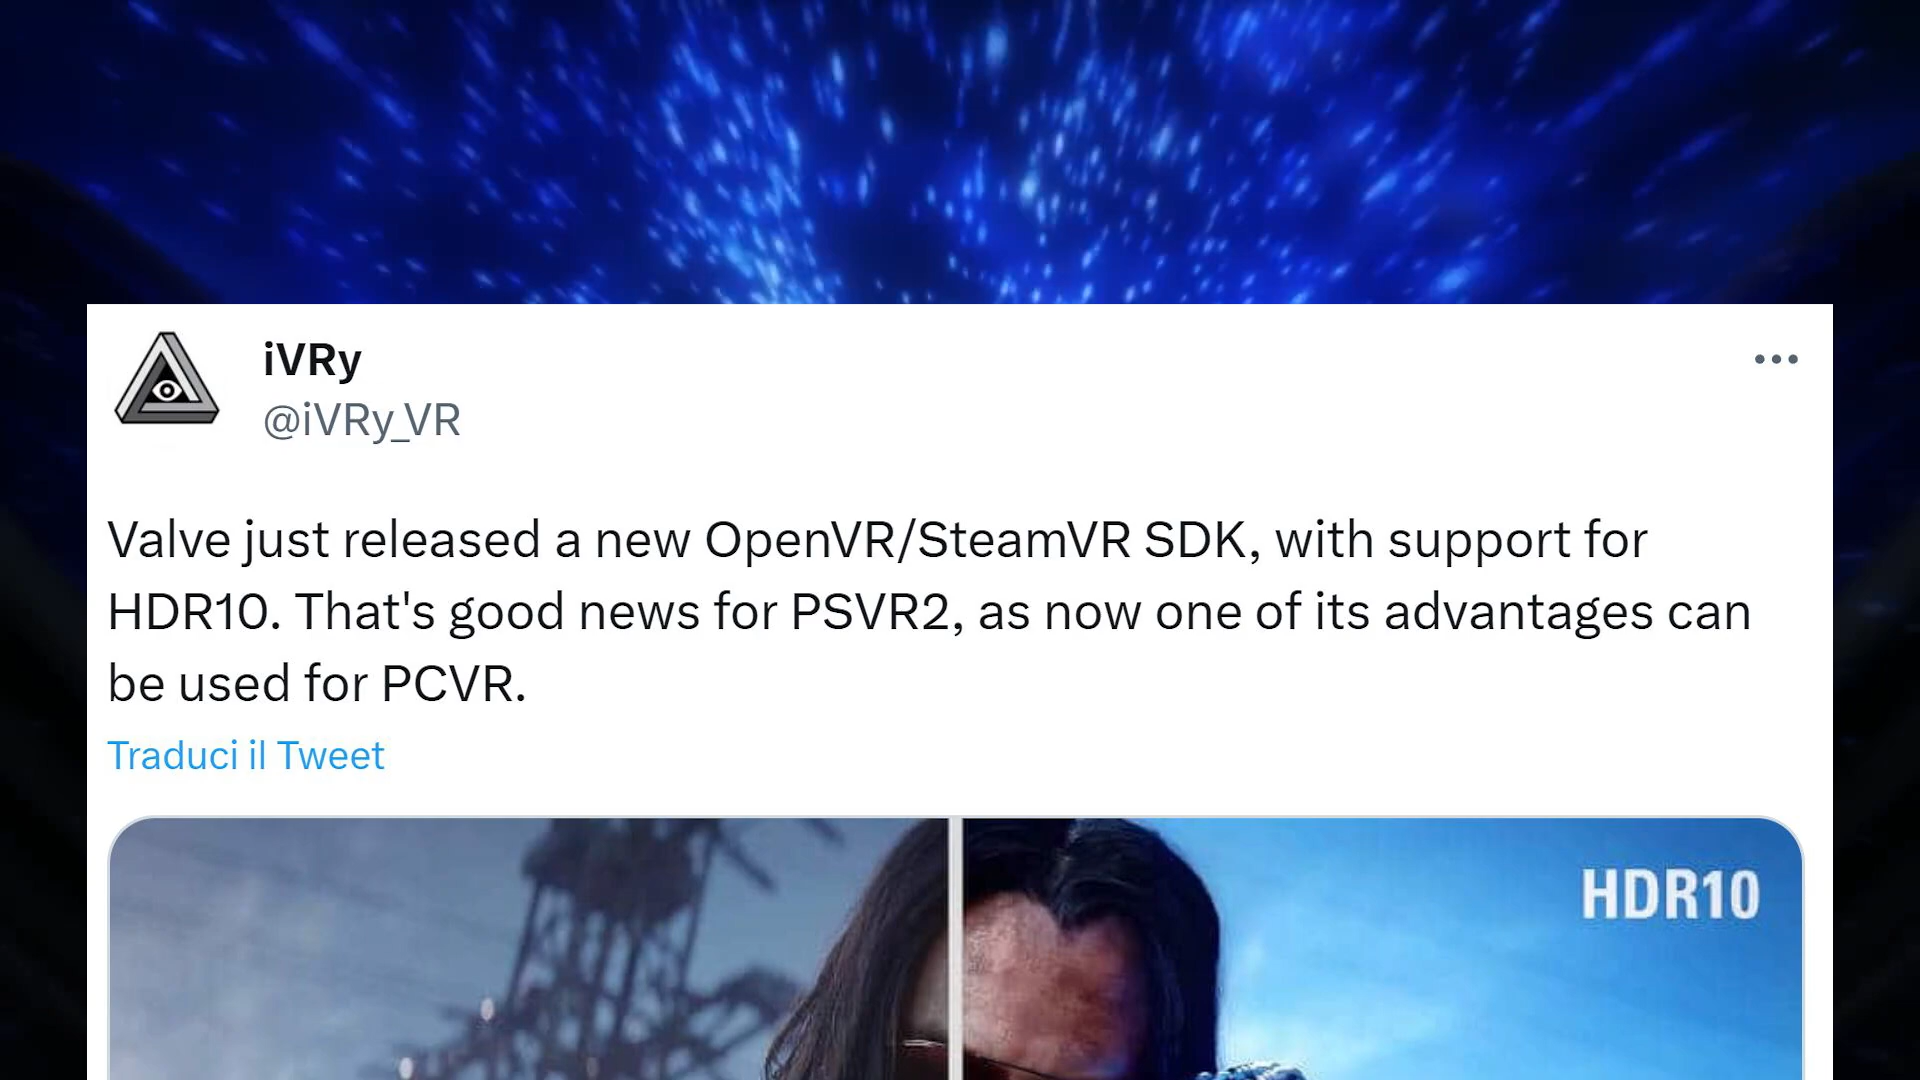 iVRy
@iVRy_VR
Valve just released a new OpenVR/SteamVR SDK, with support for
HDR10. That's good news for PSVR2, as now one of its advantages can
be used for PCVR.
Traduci il Tweet
HDR10